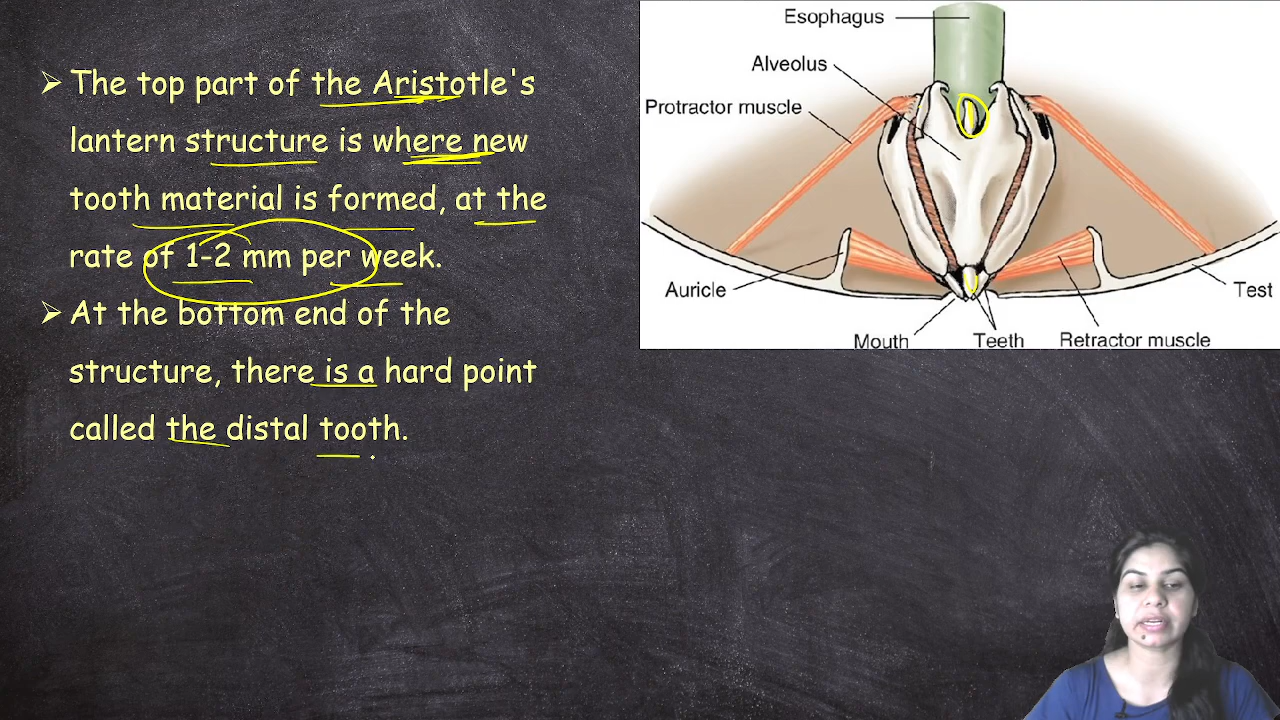 ➢ The top part of the Aristotle's
lantern structure is where new
tooth material is formed, at the
rate of 1-2 mm per week.
➢ At the bottom end of the
structure, there is a hard point
called the distal tooth.
Esophagus
Alveolus
Protractor muscle
Auricle
Mouth
Teeth
Retractor muscle
Test